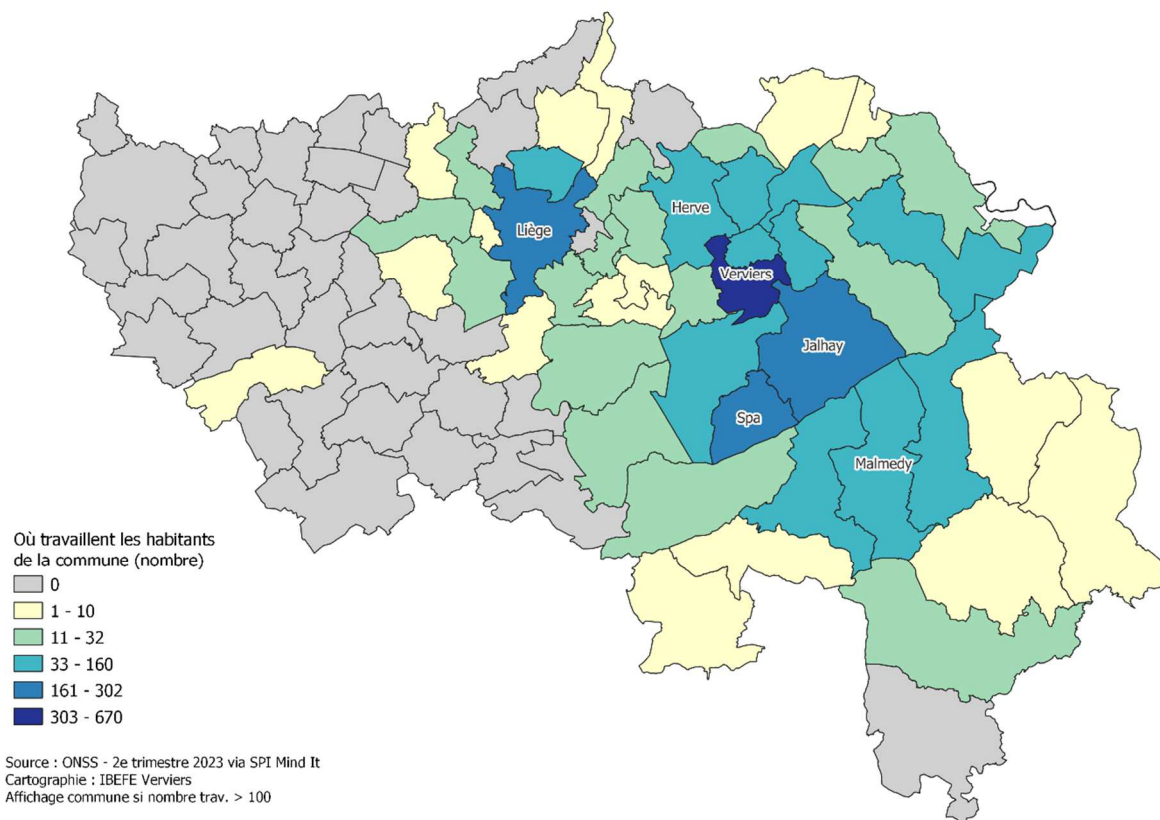 Herve
Liège
Verviers
Jalhay
Spa
Malmedy
Où travaillent les habitants
de la commune (nombre)
0
1 - 10
11 - 32
33 - 160
161 - 302
303 - 670
Source : ONSS - 2e trimestre 2023 via SPI Mind It
Cartographie : IBEFE Verviers
Affichage commune si nombre trav. > 100